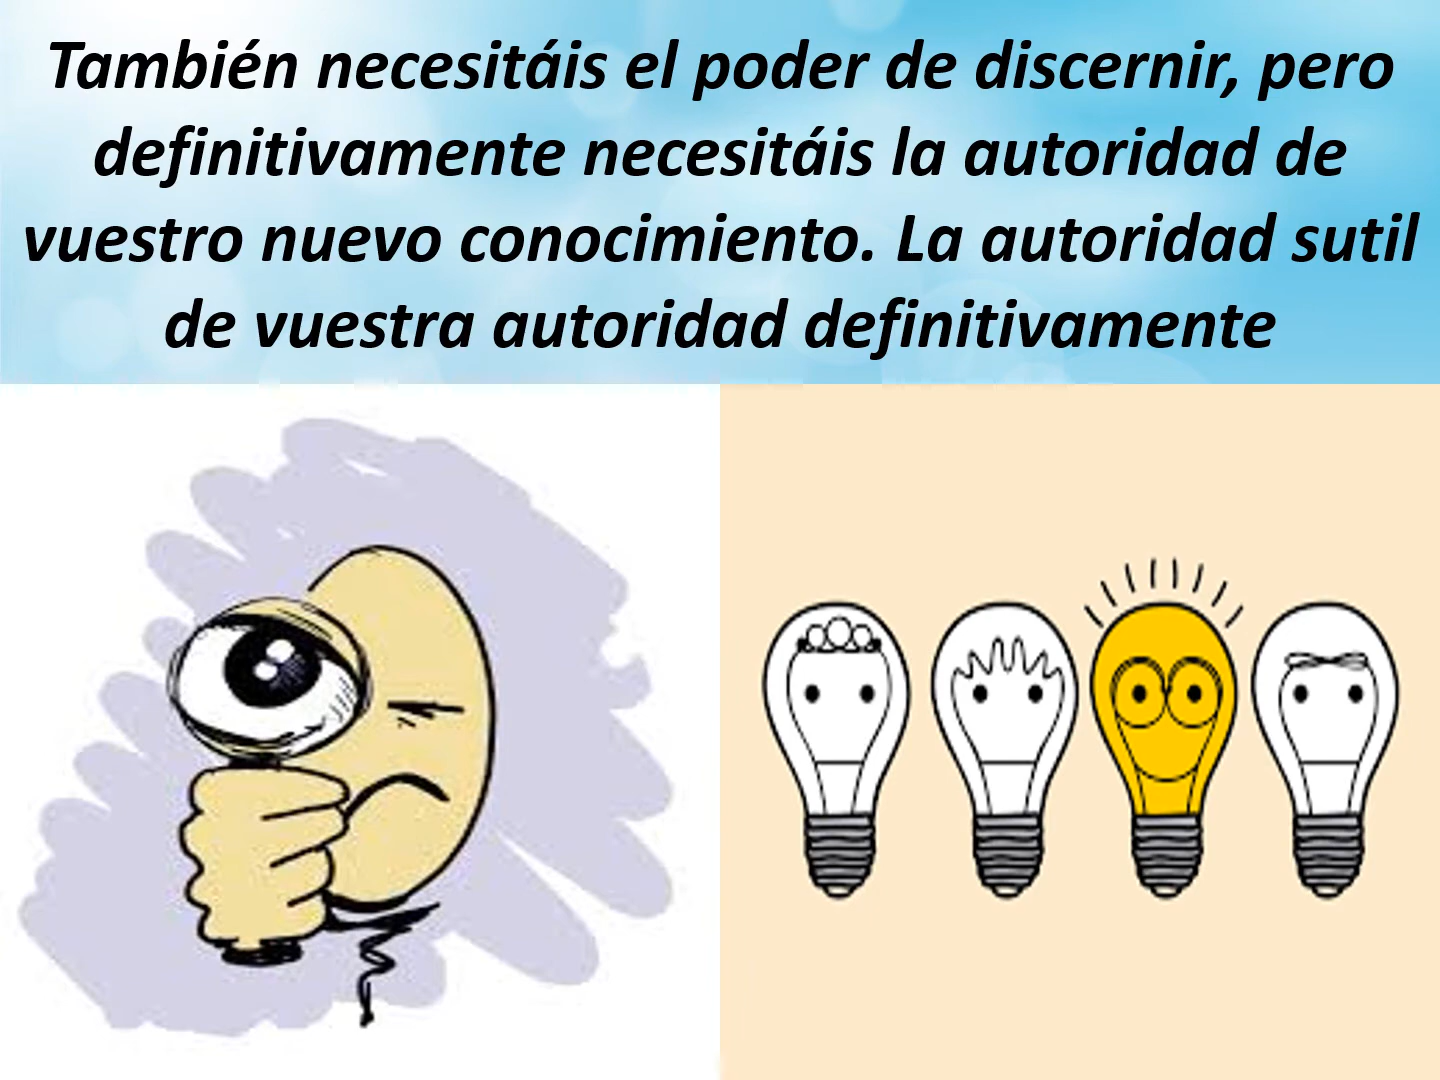 También necesitáis el poder de discernir, pero
definitivamente necesitáis la autoridad de
vuestro nuevo conocimiento. La autoridad sutil
de vuestra autoridad definitivamente